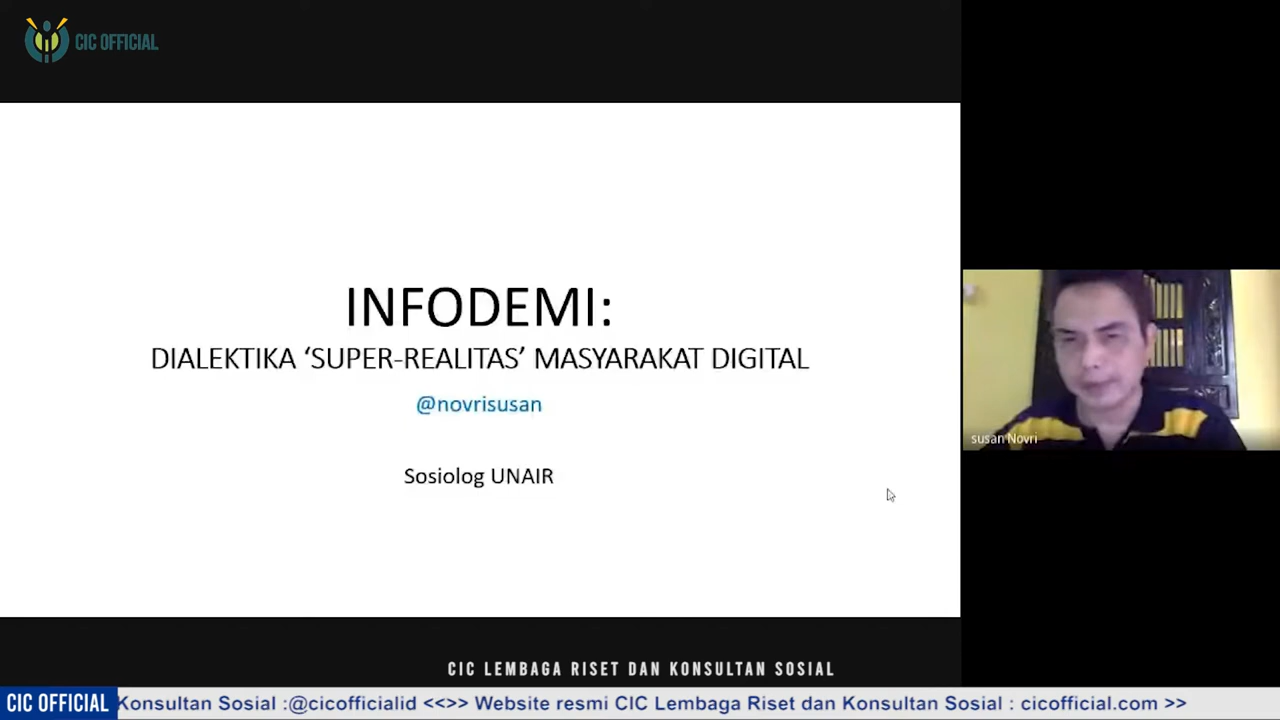 CIC OFFICIAL
INFODEMI:
DIALEKTIKA ‘SUPER-REALITAS’ MASYARAKAT DIGITAL
@novrisusan
Sosiolog UNAIR
susan Novri
CIC LEMBAGA RISET DAN KONSULTAN SOSIAL
CIC OFFICIAL
Konsultan Sosial :@cicofficialid <<>> Website resmi CIC Lembaga Riset dan Konsultan Sosial : cicofficial.com >>